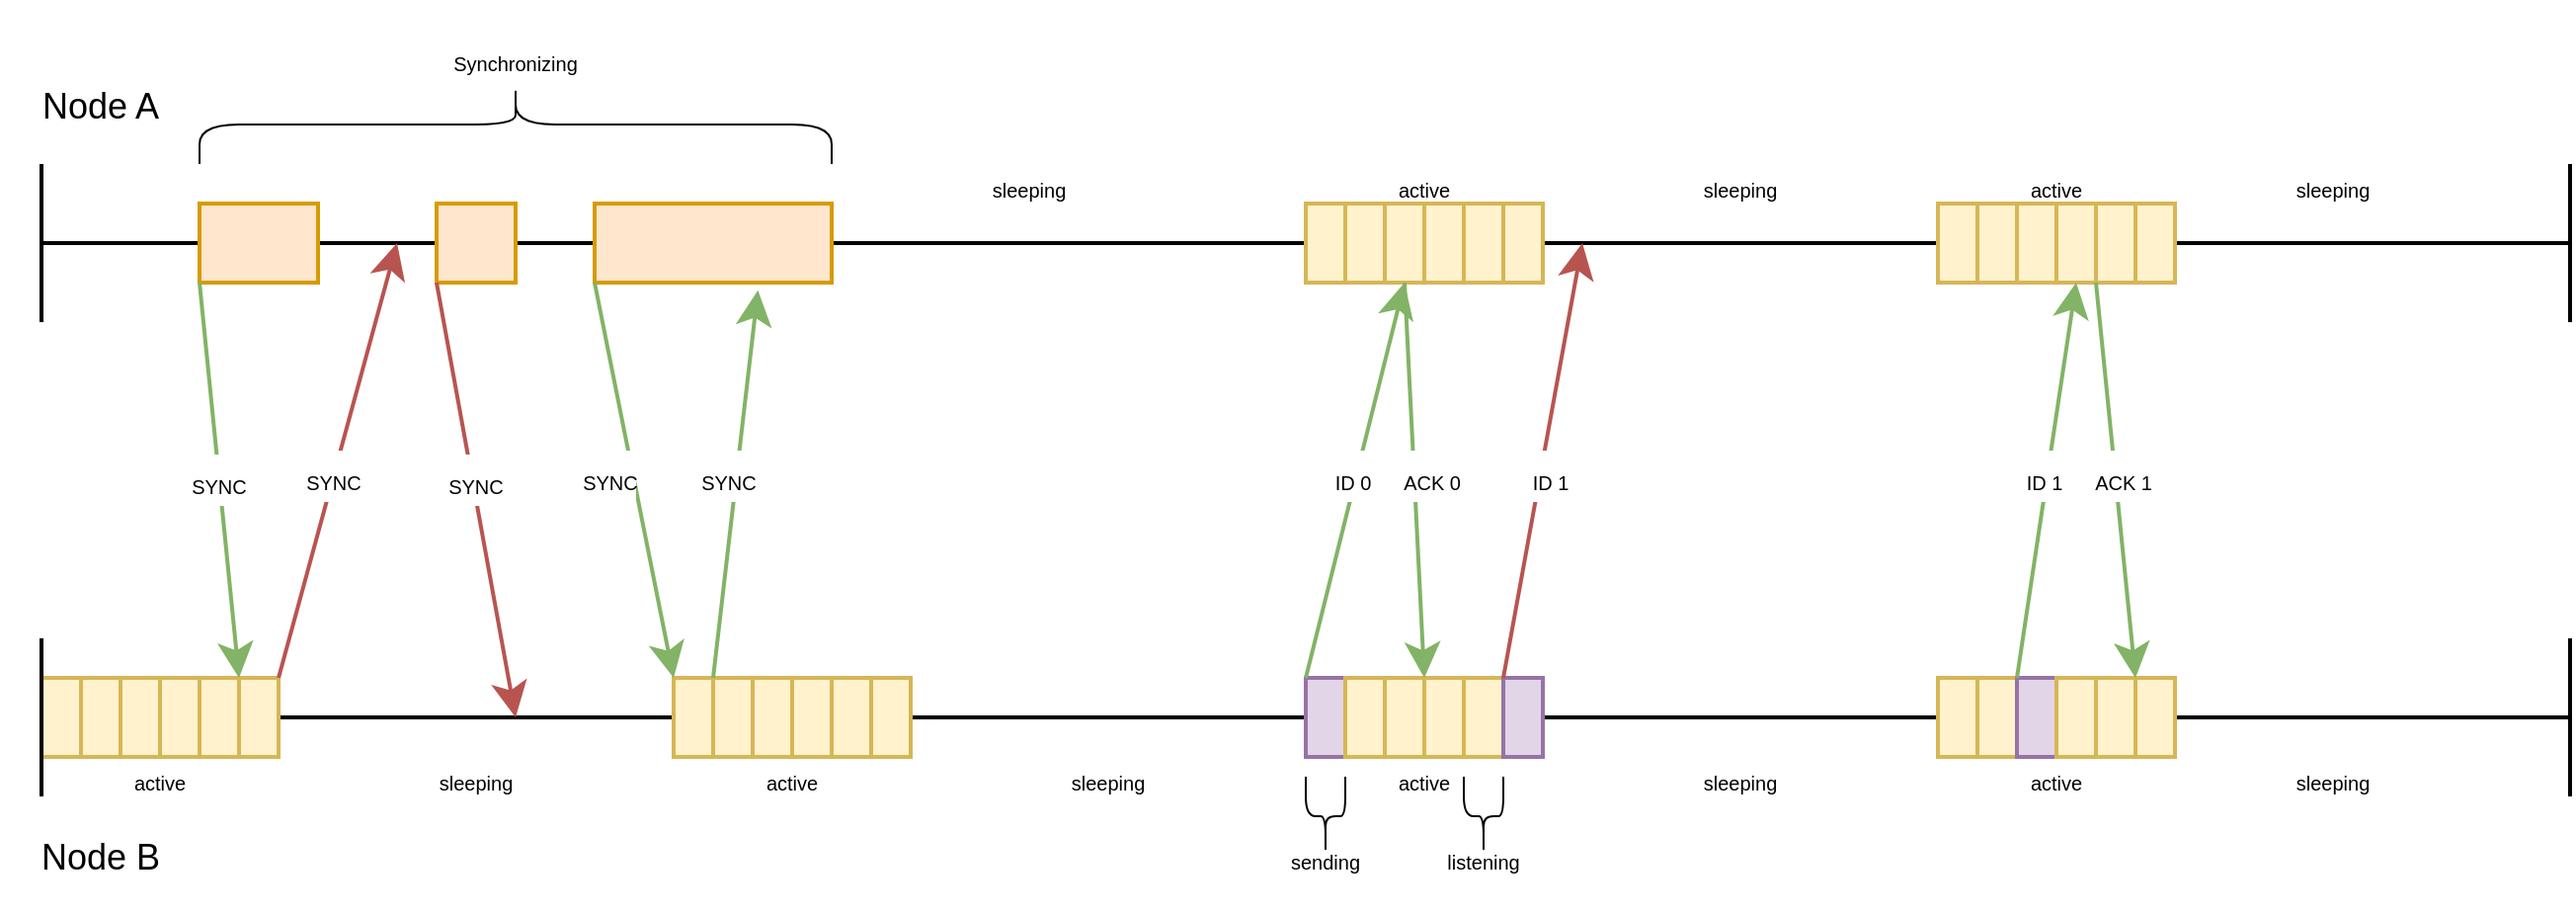 Synchronizing
Node A
sleeping
active
sleeping
active
sleeping
SYNC
SYNC
SYNC
SYNC
SYNC
ID 0
ACK 0
ID 1
ID 1
ACK 1
active
sleeping
active
sleeping
active
sleeping
active
sleeping
Node B
sending
listening